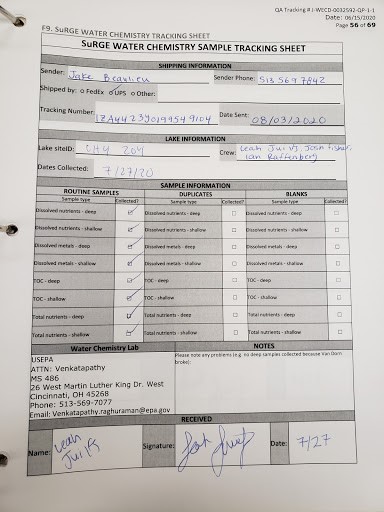 QA Tracking # J-WECD-0032592-QP-1-1
Date: 06/15/2020
Page 56 of 69
F9. SuRGE WATER CHEMISTRY TRACKING SHEET
SuRGE WATER CHEMISTRY SAMPLE TRACKING SHEET
SHIPPING INFORMATION
Sender: Jake Beaulieu Sender Phone: 513 569 7842
Shipped by: o FedEx o UPS o Other:
Tracking Number: Date Sent: 08/03/2020
LAKE INFORMATION
Lake siteID: CH4 204 Crew: Leah Juifs, Josh Fisher,
Ian Raffenberg
Dates Collected: 7/27/20
SAMPLE INFORMATION
ROUTINE SAMPLES DUPLICATES BLANKS
Sample type Collected? Sample type Collected? Sample type Collected?
Dissolved nutrients - deep ☑ Dissolved nutrients - deep ☐ Dissolved nutrients - deep ☐
Dissolved nutrients - shallow ☑ Dissolved nutrients - shallow ☐ Dissolved nutrients - shallow ☐
Dissolved metals - deep ☑ Dissolved metals - deep ☐ Dissolved metals - deep ☐
Dissolved metals - shallow ☑ Dissolved metals - shallow ☐ Dissolved metals - shallow ☐
TOC - deep ☑ TOC - deep ☐ TOC - deep ☐
TOC - shallow ☑ TOC - shallow ☐ TOC - shallow ☐
Total nutrients - deep ☑ Total nutrients - deep ☐ Total nutrients - deep ☐
Total nutrients - shallow ☑ Total nutrients - shallow ☐ Total nutrients - shallow ☐
Water Chemistry Lab NOTES
USEPA
ATTN: Venkatapathy
MS 486
26 West Martin Luther King Dr. West
Cincinnati, OH 45268
Phone: 513-569-7077
Email: Venkatapathy.raghuraman@epa.gov
Please note any problems (e.g. no deep samples collected because Van Dorn
broke):
RECEIVED
Name: Leah
Juifs
Signature: Date: 7/27